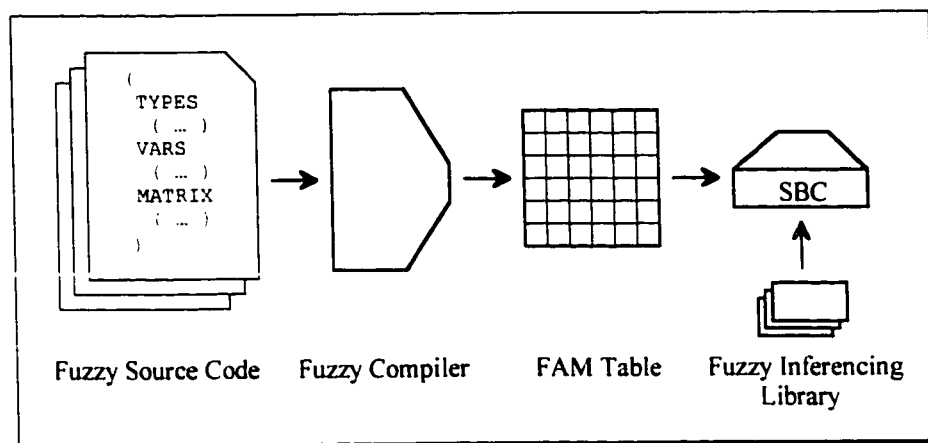 (
TYPES
( ... )
VARS
( ... )
MATRIX
( ... )
)
SBC
Fuzzy Source Code
Fuzzy Compiler
FAM Table
Fuzzy Inferencing
Library